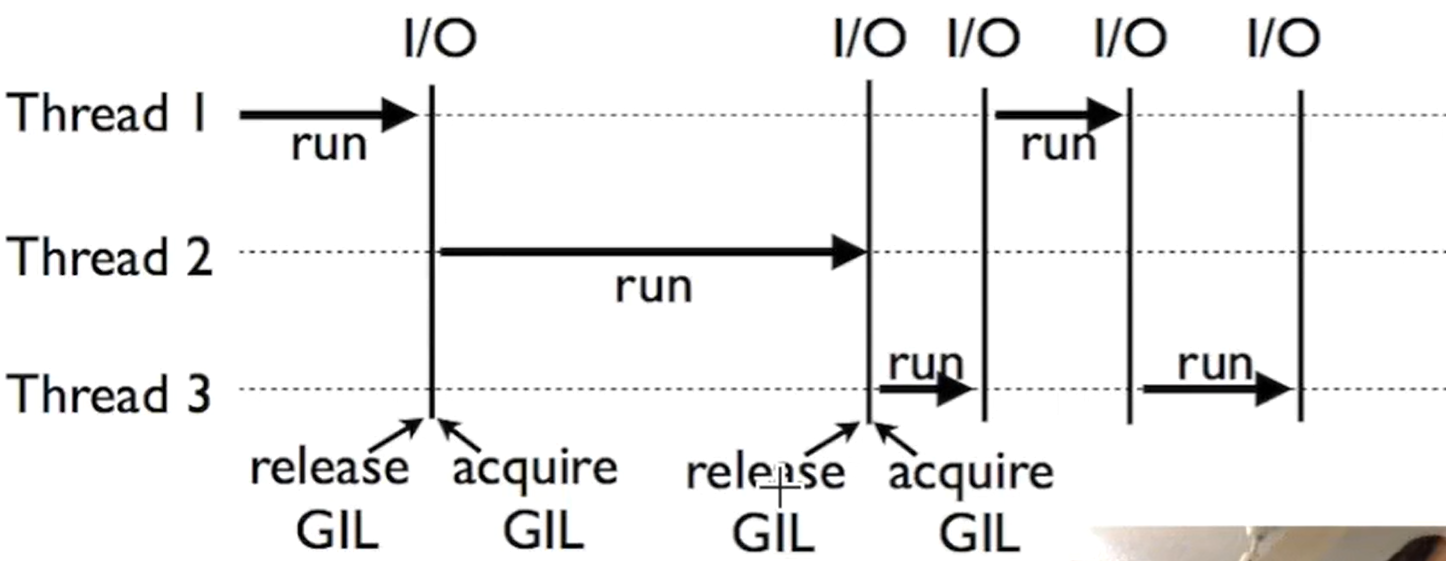 I/O I/O I/O I/O I/O
Thread 1
run run
Thread 2
run
run run
Thread 3
release acquire release acquire
GIL GIL GIL GIL